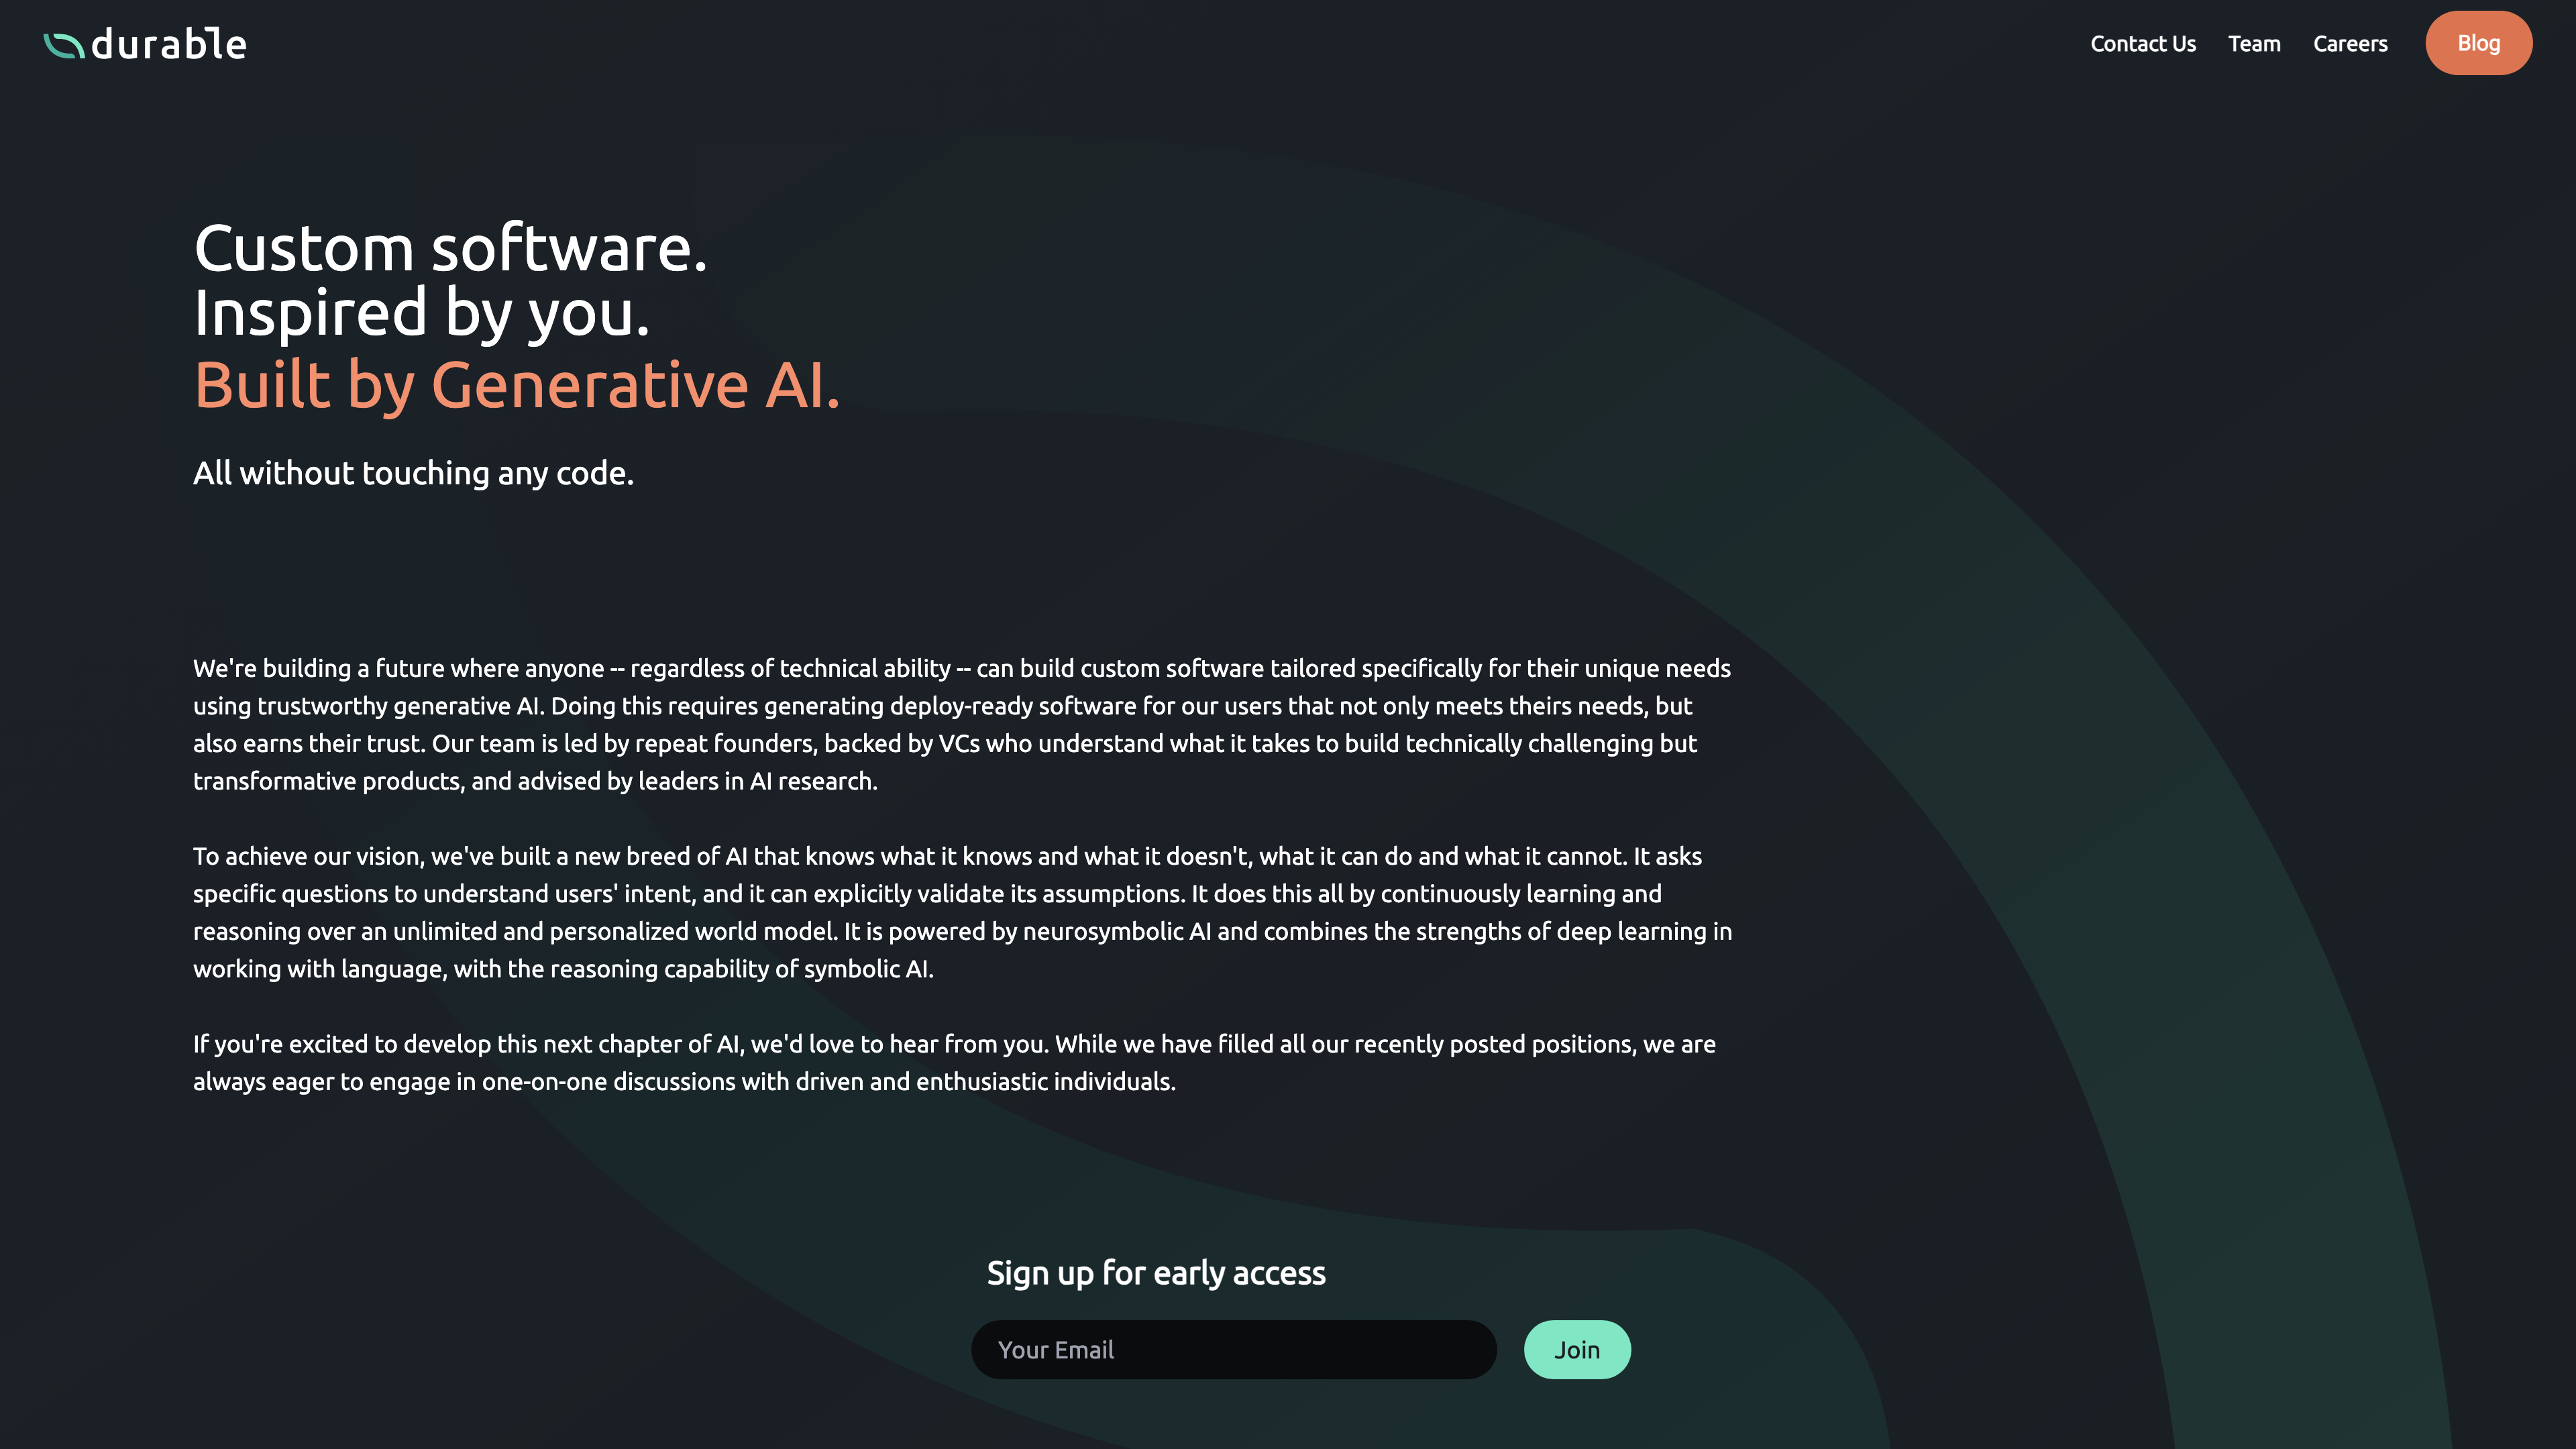 durable
Contact Us
Team
Careers
Blog
Custom software.
Inspired by you.
Built by Generative AI.
All without touching any code.
We're building a future where anyone -- regardless of technical ability -- can build custom software tailored specifically for their unique needs
using trustworthy generative AI. Doing this requires generating deploy-ready software for our users that not only meets theirs needs, but
also earns their trust. Our team is led by repeat founders, backed by VCs who understand what it takes to build technically challenging but
transformative products, and advised by leaders in AI research.
To achieve our vision, we've built a new breed of AI that knows what it knows and what it doesn't, what it can do and what it cannot. It asks
specific questions to understand users' intent, and it can explicitly validate its assumptions. It does this all by continuously learning and
reasoning over an unlimited and personalized world model. It is powered by neurosymbolic AI and combines the strengths of deep learning in
working with language, with the reasoning capability of symbolic AI.
If you're excited to develop this next chapter of AI, we'd love to hear from you. While we have filled all our recently posted positions, we are
always eager to engage in one-on-one discussions with driven and enthusiastic individuals.
Sign up for early access
Your Email
Join